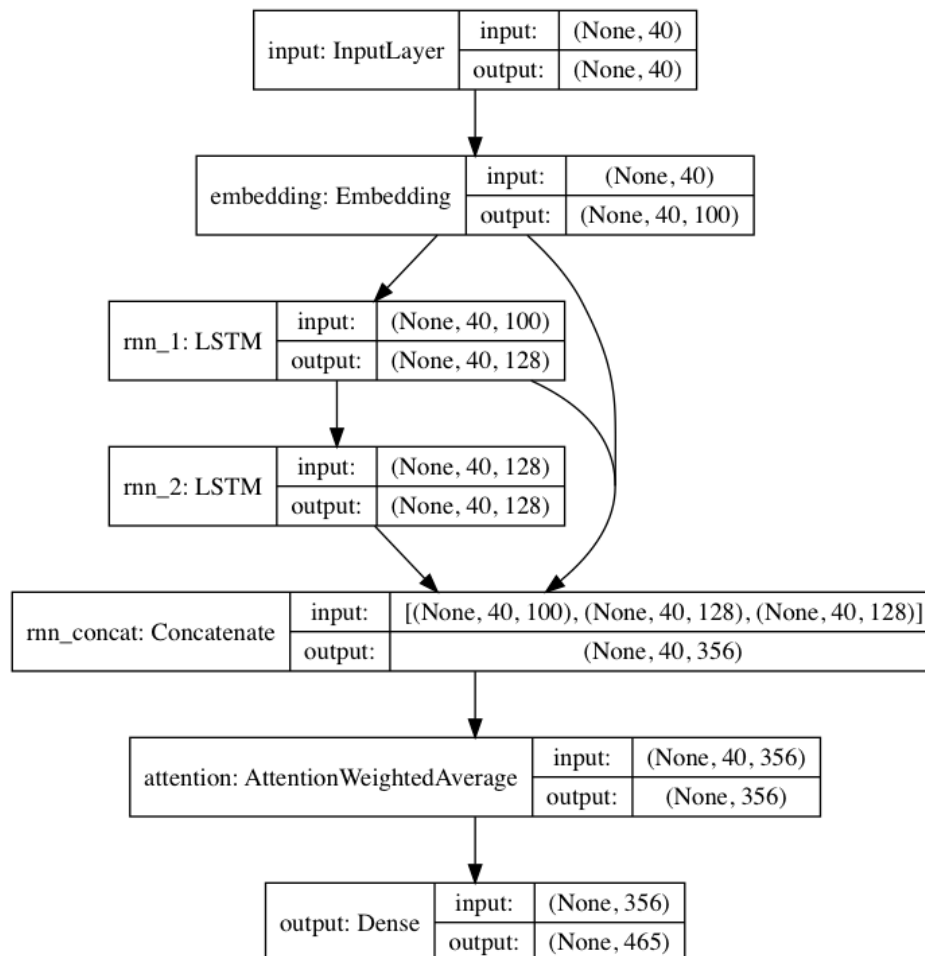 input: InputLayer input: (None, 40)
output: (None, 40)
embedding: Embedding input: (None, 40)
output: (None, 40, 100)
rnn_1: LSTM input: (None, 40, 100)
output: (None, 40, 128)
rnn_2: LSTM input: (None, 40, 128)
output: (None, 40, 128)
rnn_concat: Concatenate input: [(None, 40, 100), (None, 40, 128), (None, 40, 128)]
output: (None, 40, 356)
attention: AttentionWeightedAverage input: (None, 40, 356)
output: (None, 356)
output: Dense input: (None, 356)
output: (None, 465)